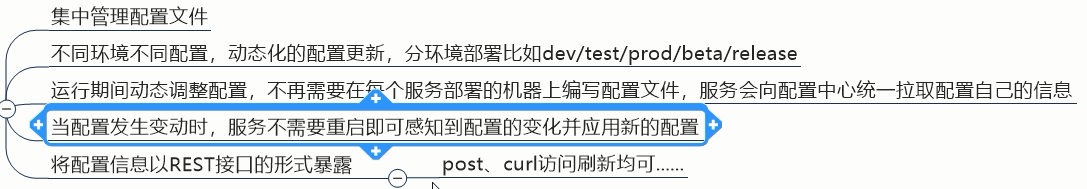 集中管理配置文件
不同环境不同配置，动态化的配置更新，分环境部署比如dev/test/prod/beta/release
运行期间动态调整配置，不再需要在每个服务部署的机器上编写配置文件，服务会向配置中心统一拉取配置自己的信息
当配置发生变动时，服务不需要重启即可感知到配置的变化并应用新的配置
将配置信息以REST接口的形式暴露
post、curl访问刷新均可......